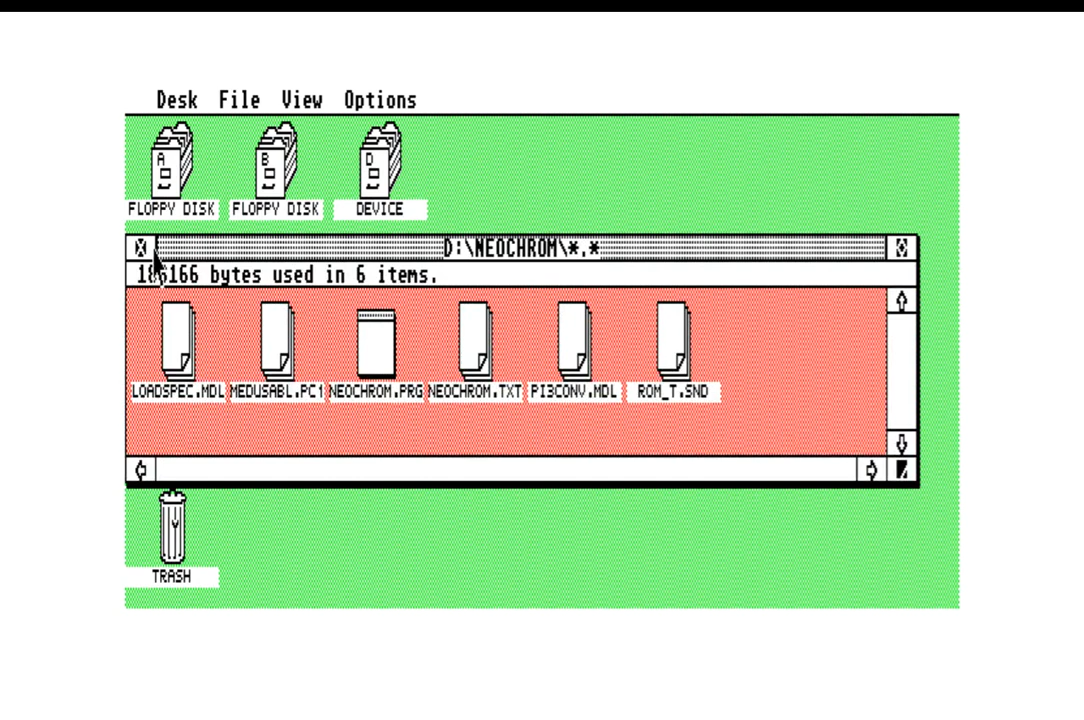 Desk File View Options
A B D
FLOPPY DISK FLOPPY DISK DEVICE
D:\NEOCHROM\*.*
bytes used in 6 items.
LOADSPEC.MDL MEDUSABL.PC1 NEOCHROM.PRG NEOCHROM.TXT PI3CONV.MDL ROM_T.SND
TRASH